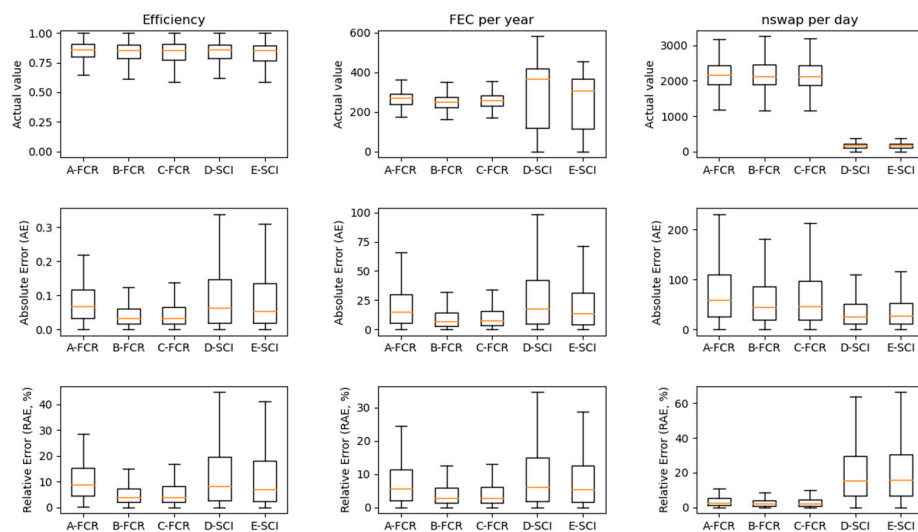 Efficiency
FEC per year
nswap per day
Actual value
1.00
0.75
0.50
0.25
0.00
A-FCR B-FCR C-FCR D-SCI E-SCI
Actual value
600
400
200
0
A-FCR B-FCR C-FCR D-SCI E-SCI
Actual value
3000
2000
1000
0
A-FCR B-FCR C-FCR D-SCI E-SCI
Absolute Error (AE)
0.3
0.2
0.1
0.0
A-FCR B-FCR C-FCR D-SCI E-SCI
Absolute Error (AE)
100
75
50
25
0
A-FCR B-FCR C-FCR D-SCI E-SCI
Absolute Error (AE)
200
100
0
A-FCR B-FCR C-FCR D-SCI E-SCI
Relative Error (RAE, %)
40
30
20
10
0
A-FCR B-FCR C-FCR D-SCI E-SCI
Relative Error (RAE, %)
30
20
10
0
A-FCR B-FCR C-FCR D-SCI E-SCI
Relative Error (RAE, %)
60
40
20
0
A-FCR B-FCR C-FCR D-SCI E-SCI